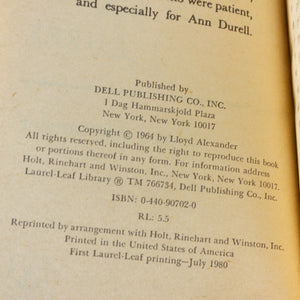 were patient,
and especially for Ann Durell.
Published by
DELL PUBLISHING CO., INC.
1 Dag Hammarskjold Plaza
New York, New York 10017
Copyright © 1964 by Lloyd Alexander
All rights reserved, including the right to reproduce this book
or portions thereof in any form. For information address
Holt, Rinehart and Winston, Inc., New York, New York.
Laurel-Leaf Library ® TM 766734, Dell Publishing Co., Inc.
ISBN: 0-440-90702-0
RL: 5.5
Reprinted by arrangement with Holt, Rinehart and Winston, Inc.
Printed in the United States of America
First Laurel-Leaf printing—July 1980